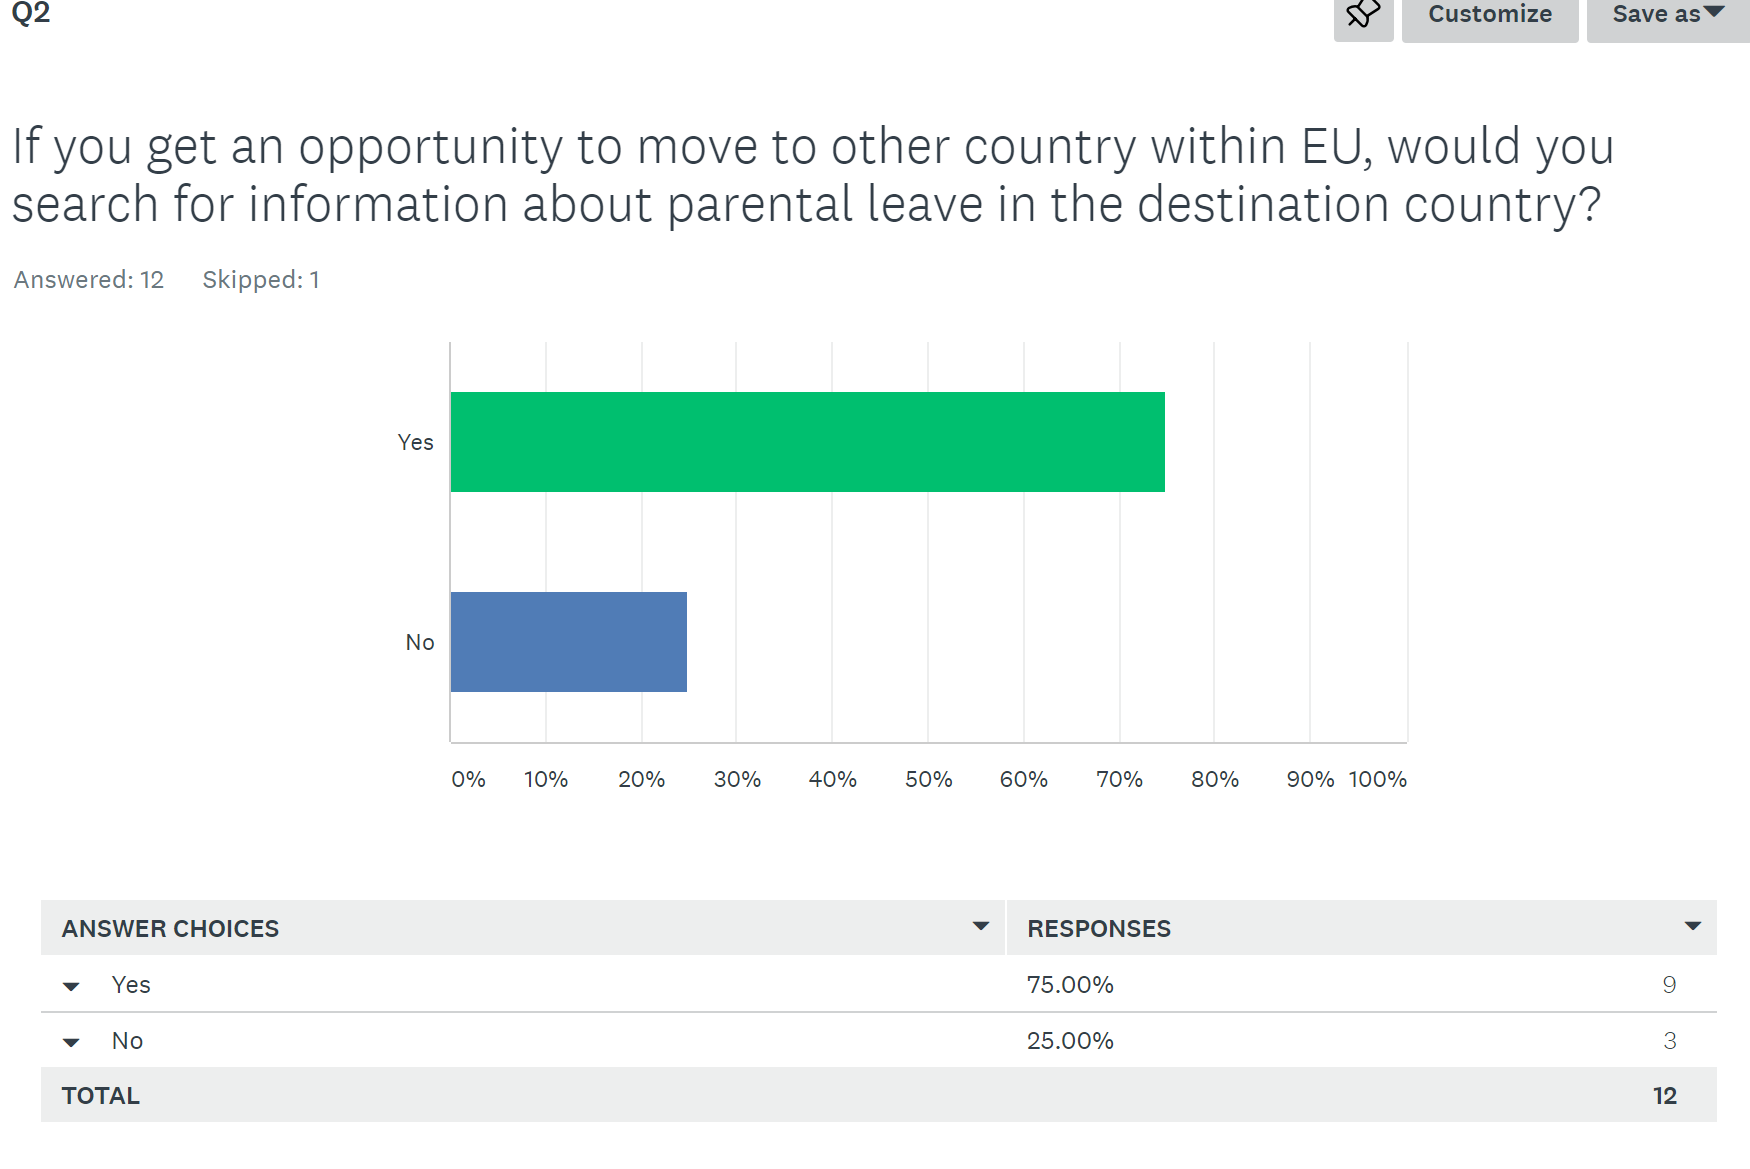 Q2
Customize
Save as
If you get an opportunity to move to other country within EU, would you
search for information about parental leave in the destination country?
Answered: 12 Skipped: 1
Yes
No
0% 10% 20% 30% 40% 50% 60% 70% 80% 90% 100%
ANSWER CHOICES RESPONSES
Yes 75.00% 9
No 25.00% 3
TOTAL 12